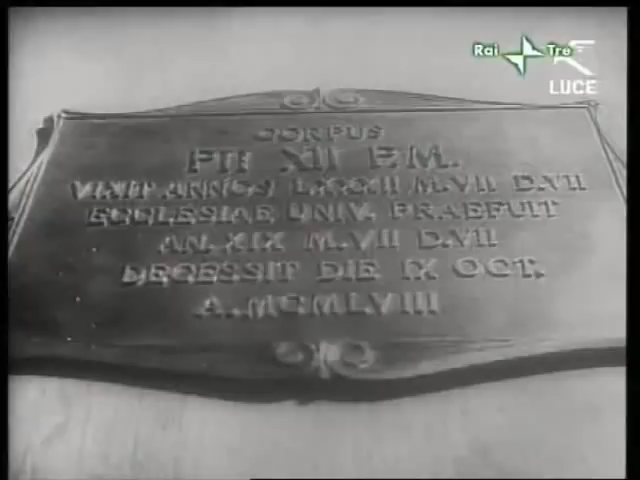 Rai Tre
LUCE
CORPUS
PII XII P.M.
VIXIT ANNOS LXXXII M.VII D.VII
ECCLESIAE UNIV. PRAEFUIT
AN. XIX M.VII D.VII
DECESSIT DIE IX OCT.
A.MCMLVIII